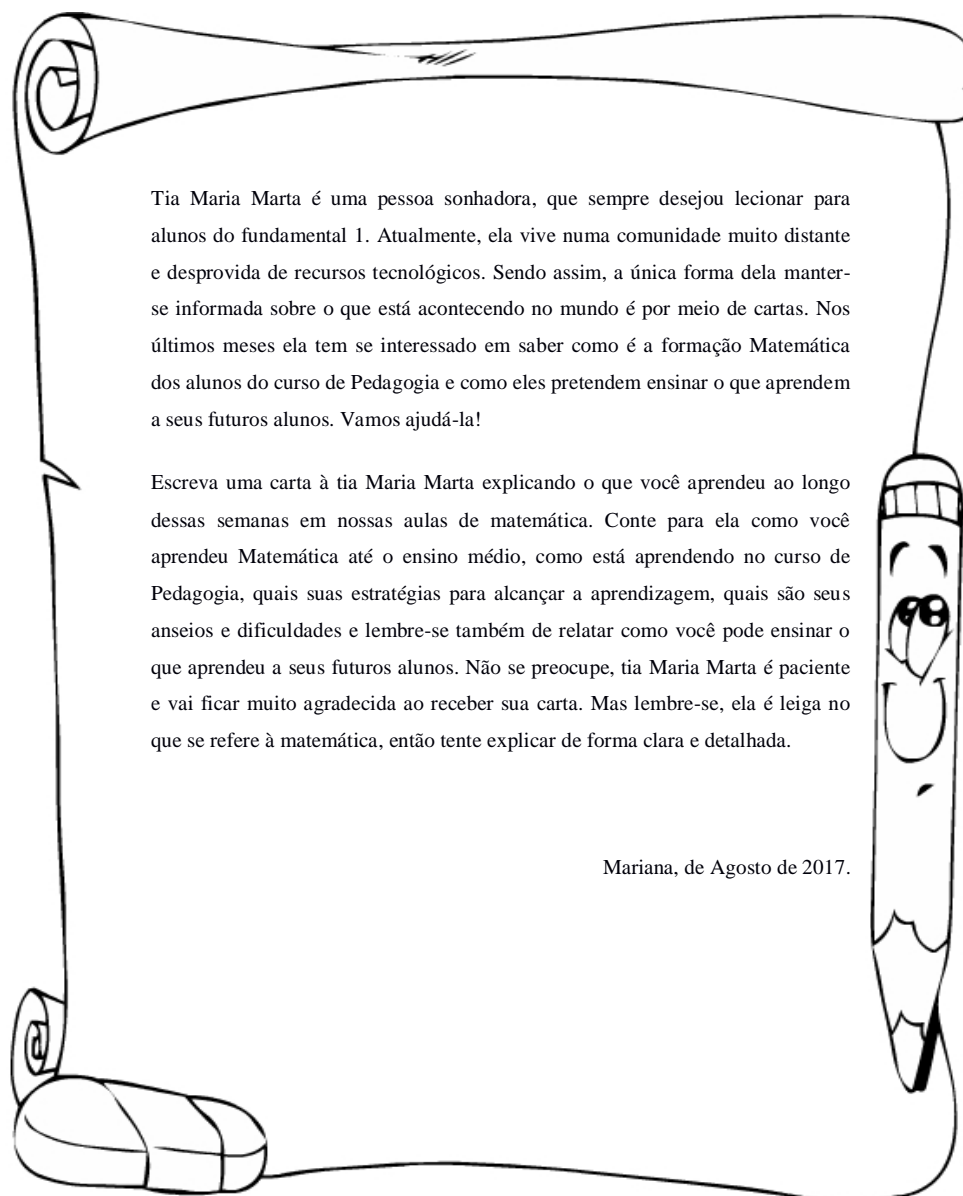 Tia Maria Marta é uma pessoa sonhadora, que sempre desejou lecionar para
alunos do fundamental 1. Atualmente, ela vive numa comunidade muito distante
e desprovida de recursos tecnológicos. Sendo assim, a única forma dela manter-
se informada sobre o que está acontecendo no mundo é por meio de cartas. Nos
últimos meses ela tem se interessado em saber como é a formação Matemática
dos alunos do curso de Pedagogia e como eles pretendem ensinar o que aprendem
a seus futuros alunos. Vamos ajudá-la!
Escreva uma carta à tia Maria Marta explicando o que você aprendeu ao longo
dessas semanas em nossas aulas de matemática. Conte para ela como você
aprendeu Matemática até o ensino médio, como está aprendendo no curso de
Pedagogia, quais suas estratégias para alcançar a aprendizagem, quais são seus
anseios e dificuldades e lembre-se também de relatar como você pode ensinar o
que aprendeu a seus futuros alunos. Não se preocupe, tia Maria Marta é paciente
e vai ficar muito agradecida ao receber sua carta. Mas lembre-se, ela é leiga no
que se refere à matemática, então tente explicar de forma clara e detalhada.
Mariana, de Agosto de 2017.